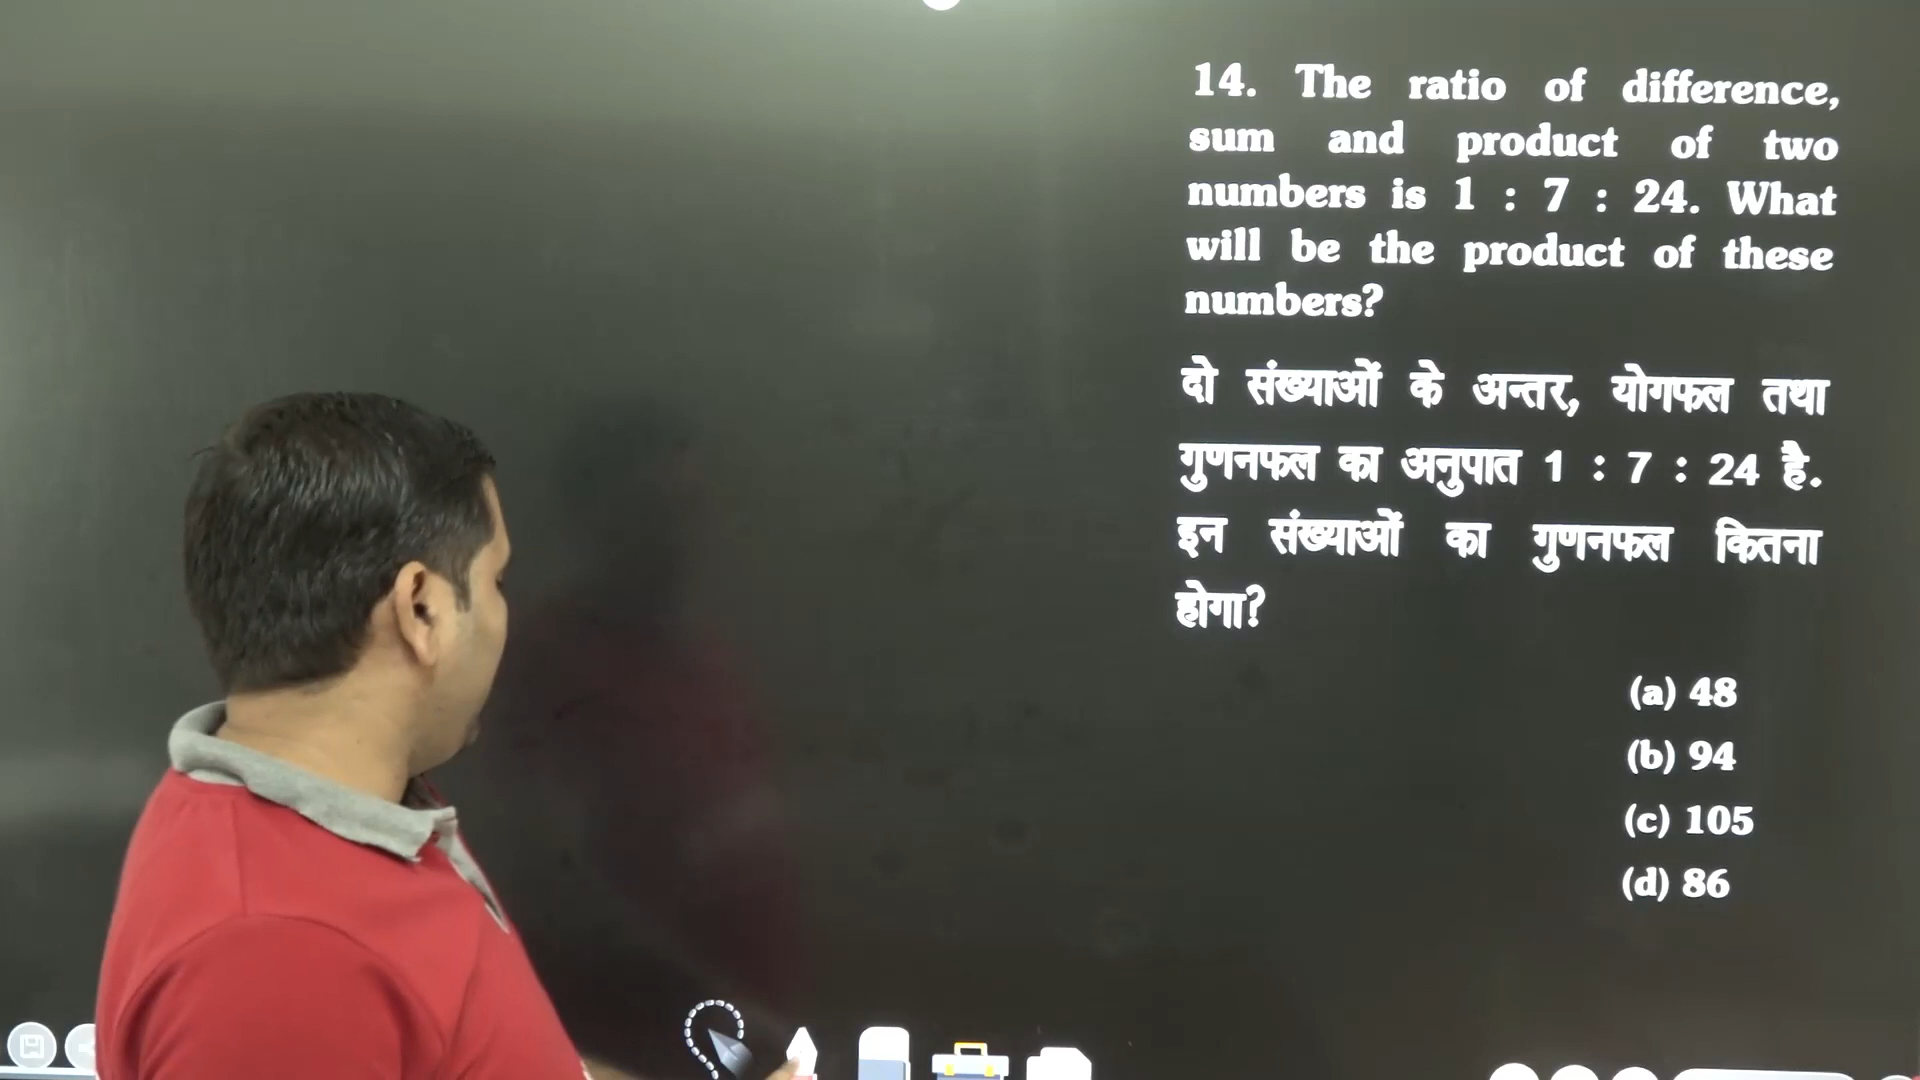 14. The ratio of difference,
sum and product of two
numbers is 1 : 7 : 24. What
will be the product of these
numbers?
दो संख्याओं के अन्तर, योगफल तथा
गुणनफल का अनुपात 1 : 7 : 24 है.
इन संख्याओं का गुणनफल कितना
होगा?
(a) 48
(b) 94
(c) 105
(d) 86